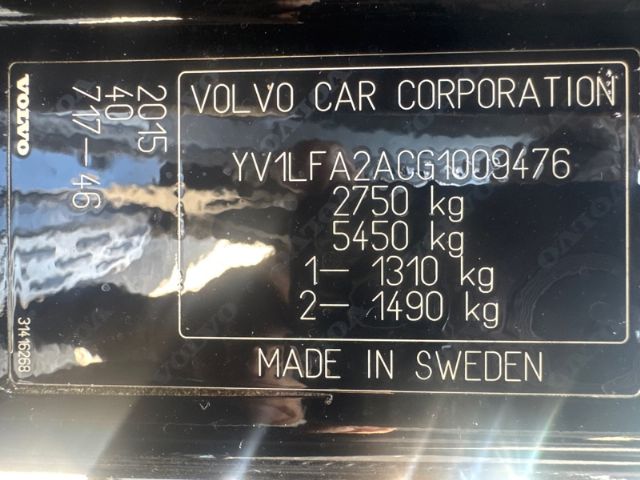 VOLVO
2015
40
717-46
31416268
VOLVO CAR CORPORATION
YV1LFA2ACG1009476
2750 kg
5450 kg
1- 1310 kg
2- 1490 kg
MADE IN SWEDEN